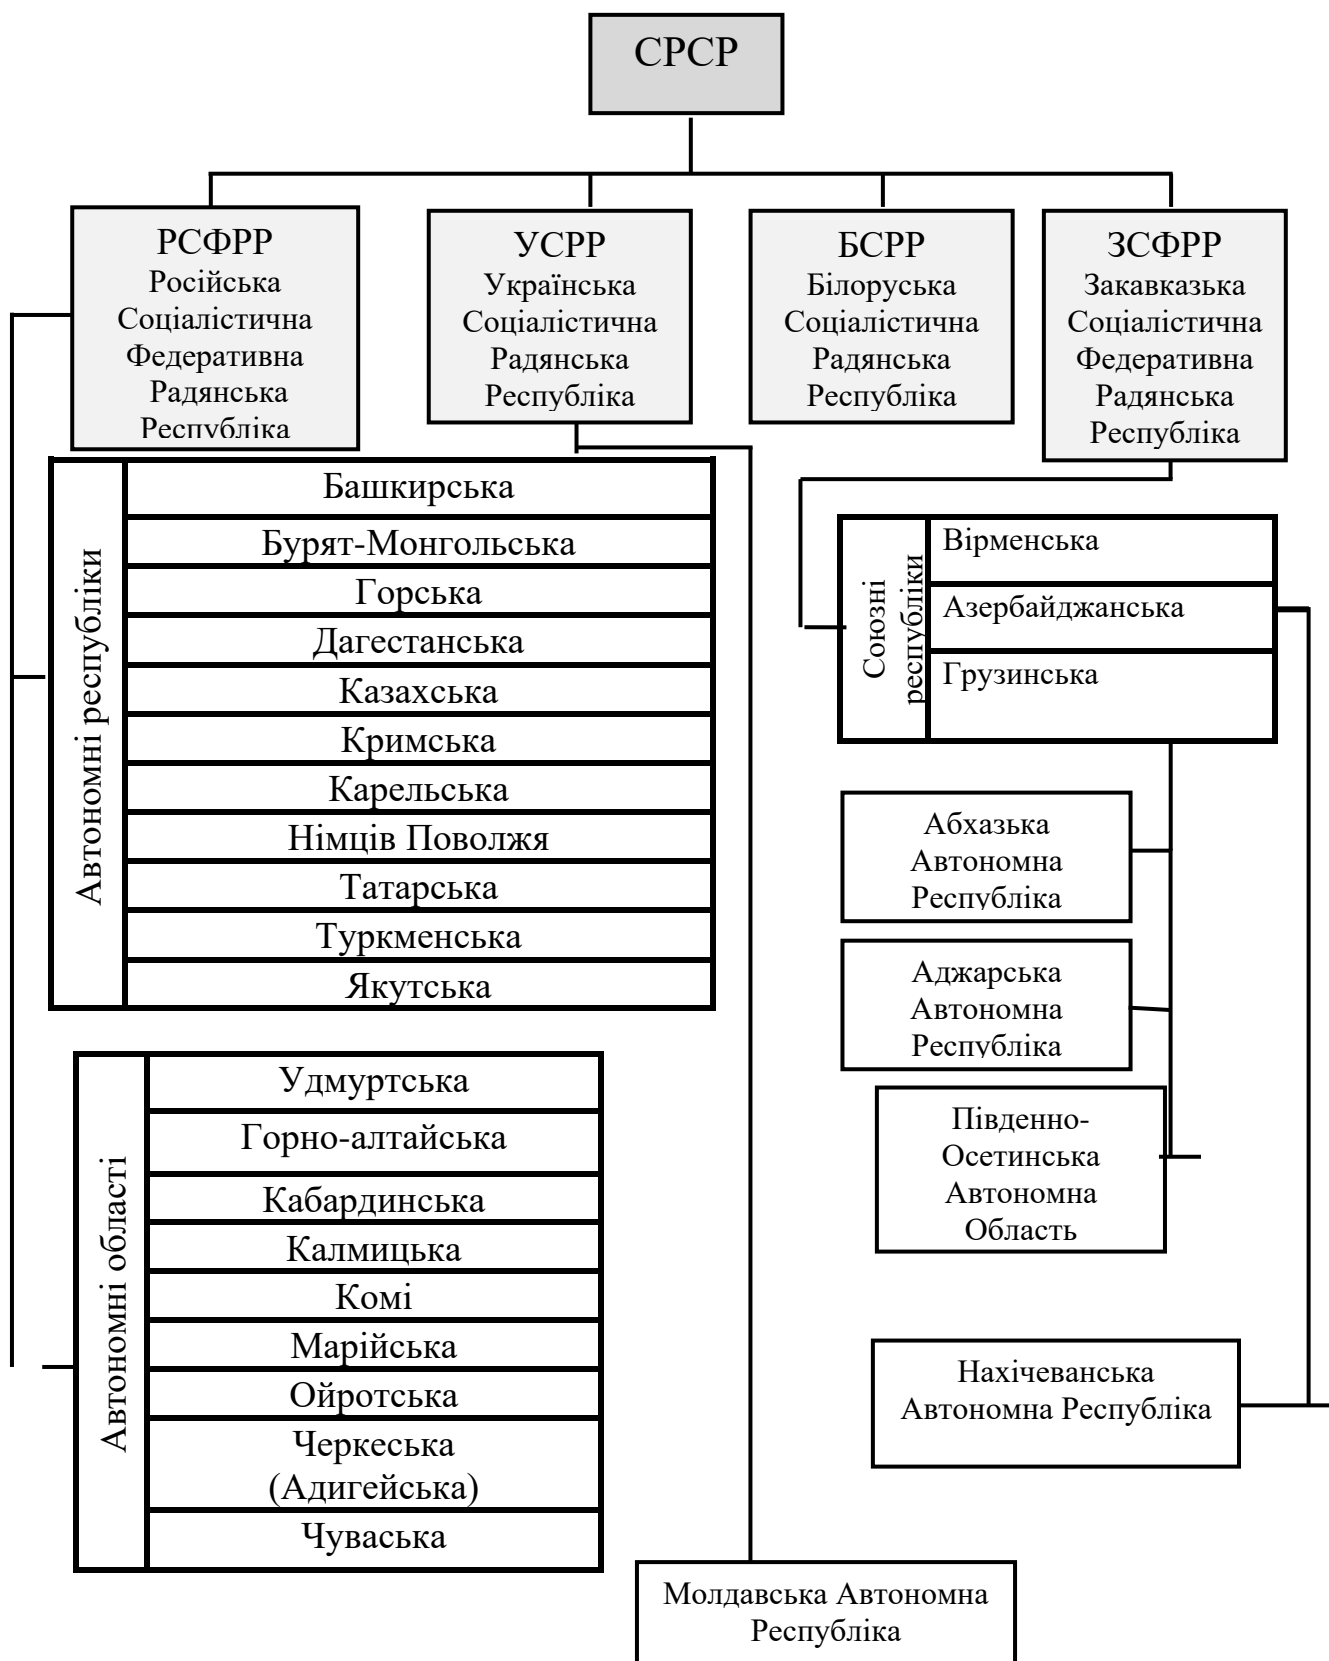 СРСР
РСФРР
Російська
Соціалістична
Федеративна
Радянська
Республіка
УСРР
Українська
Соціалістична
Радянська
Республіка
БСРР
Білоруська
Соціалістична
Радянська
Республіка
ЗСФРР
Закавказька
Соціалістична
Федеративна
Радянська
Республіка
Автономні республіки
Башкирська
Бурят-Монгольська
Горська
Дагестанська
Казахська
Кримська
Карельська
Німців Поволжя
Татарська
Туркменська
Якутська
Союзні
республіки
Вірменська
Азербайджанська
Грузинська
Абхазька
Автономна
Республіка
Аджарська
Автономна
Республіка
Південно-
Осетинська
Автономна
Область
Автономні області
Удмуртська
Горно-алтайська
Кабардинська
Калмицька
Комі
Марійська
Ойротська
Черкеська
(Адигейська)
Чуваська
Нахічеванська
Автономна Республіка
Молдавська Автономна
Республіка